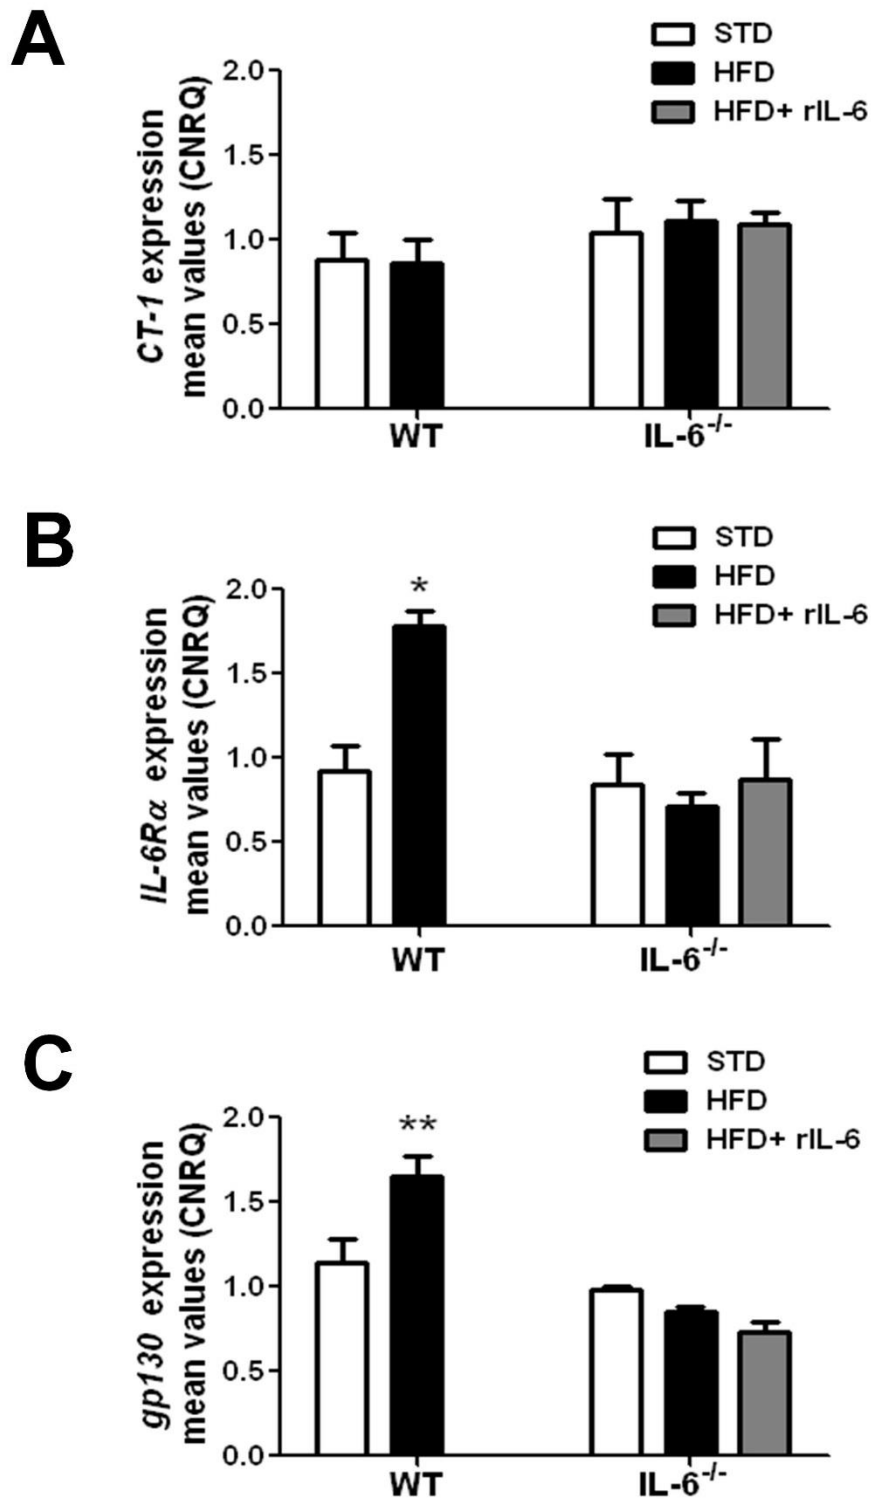 A
STD
HFD
HFD+ rIL-6
CT-1 expression
mean values (CNRQ)
2.0
1.5
1.0
0.5
0.0
WT
IL-6-/-
B
STD
HFD
HFD+ rIL-6
*
IL-6Rα expression
mean values (CNRQ)
2.0
1.5
1.0
0.5
0.0
WT
IL-6-/-
C
STD
HFD
HFD+ rIL-6
**
gp130 expression
mean values (CNRQ)
2.0
1.5
1.0
0.5
0.0
WT
IL-6-/-